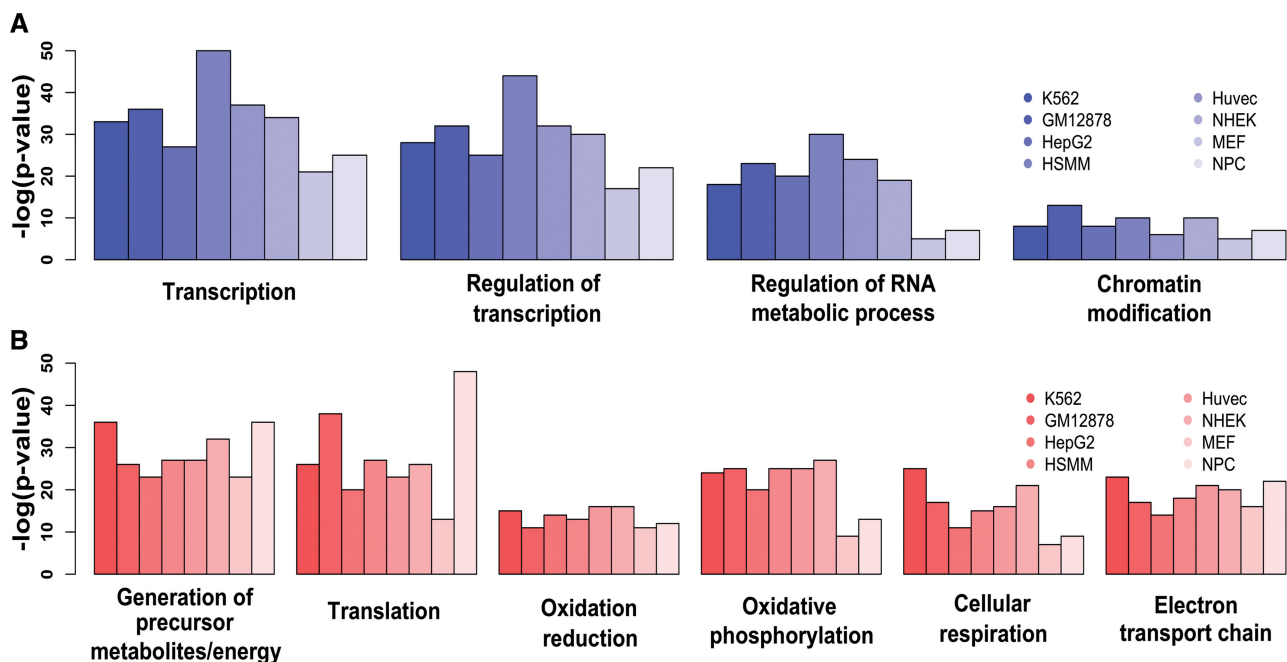 A
-log(p-value)
50
40
30
20
10
0
K562
GM12878
HepG2
HSMM
Huvec
NHEK
MEF
NPC
Transcription
Regulation of
transcription
Regulation of RNA
metabolic process
Chromatin
modification
B
-log(p-value)
50
40
30
20
10
0
K562
GM12878
HepG2
HSMM
Huvec
NHEK
MEF
NPC
Generation of
precursor
metabolites/energy
Translation
Oxidation
reduction
Oxidative
phosphorylation
Cellular
respiration
Electron
transport chain